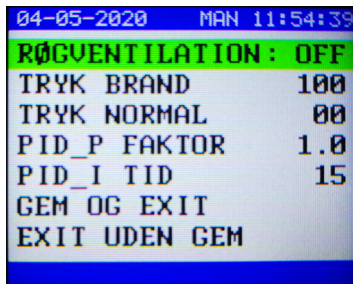 04-05-2020 MAN 11:54:39
RØGVENTILATION: OFF
TRYK BRAND 100
TRYK NORMAL 00
PID_P FAKTOR 1.0
PID_I TID 15
GEM OG EXIT
EXIT UDEN GEM